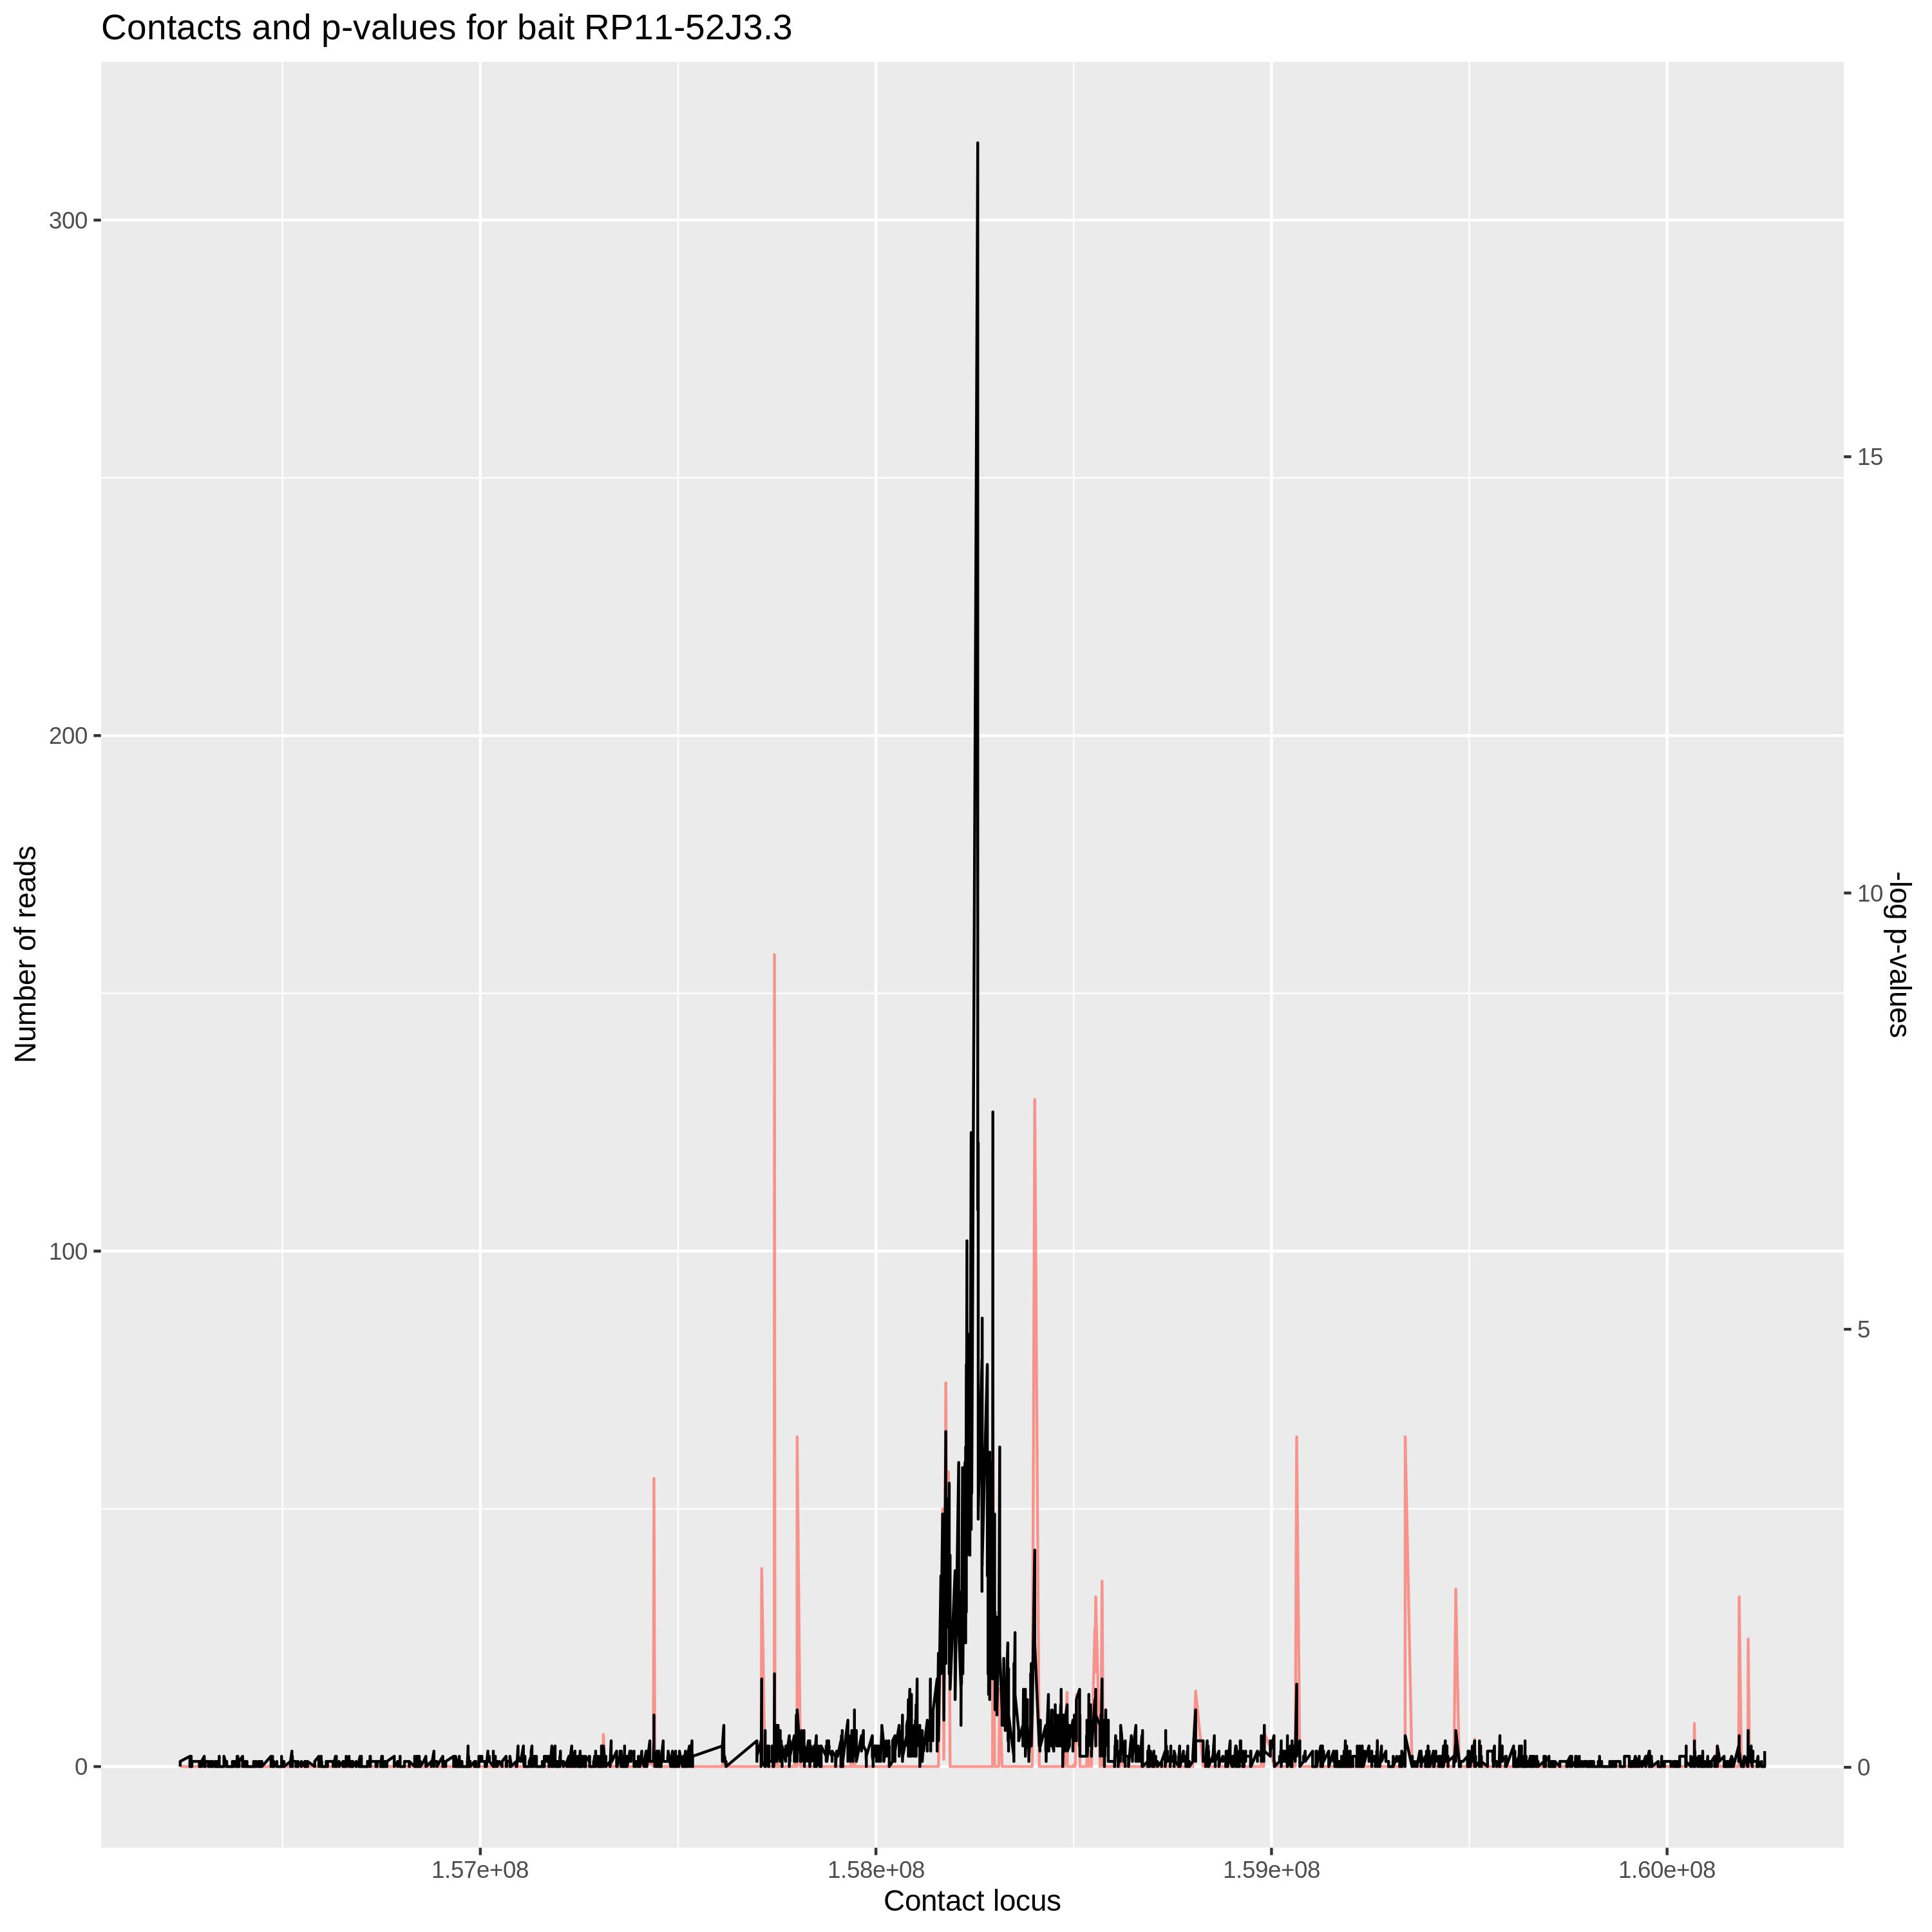 Contacts and p-values for bait RP11-52J3.3
300
200
100
0
Number of reads
15
10
5
0
-log p-values
1.57e+08
1.58e+08
1.59e+08
1.60e+08
Contact locus